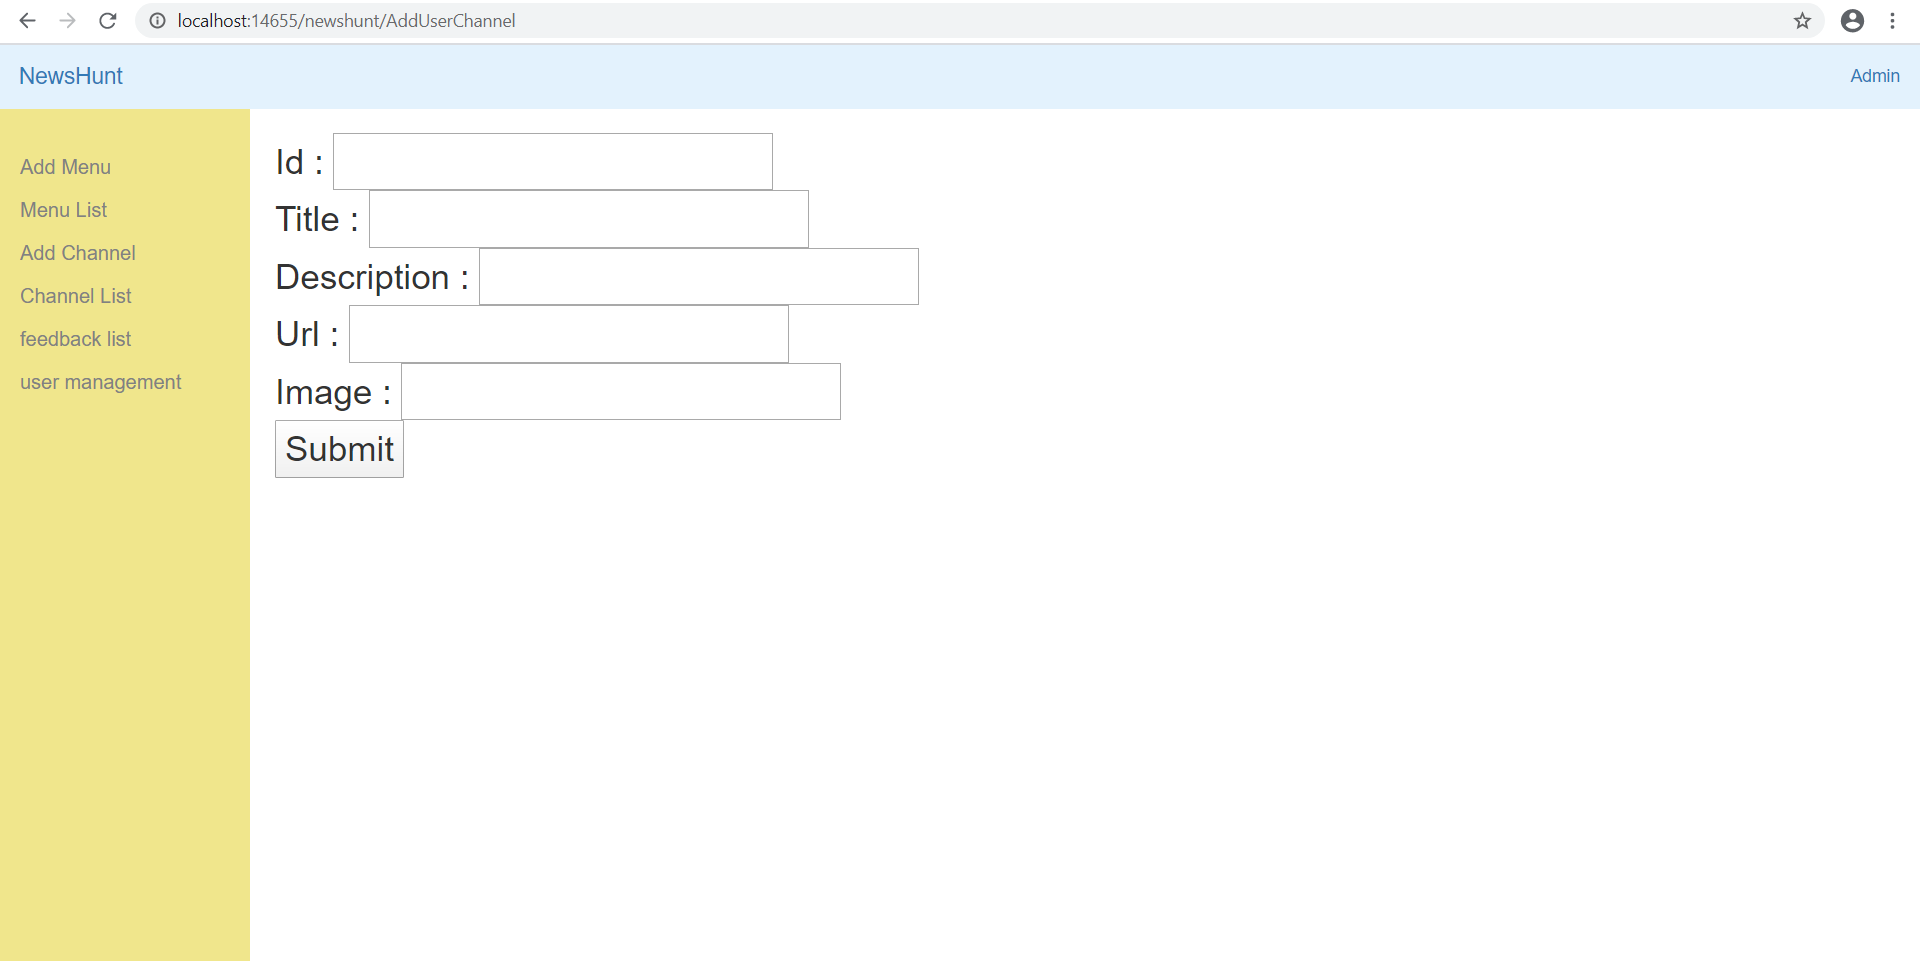 localhost:14655/newshunt/AddUserChannel
NewsHunt
Admin
Add Menu
Menu List
Add Channel
Channel List
feedback list
user management
Id :
Title :
Description :
Url :
Image :
Submit